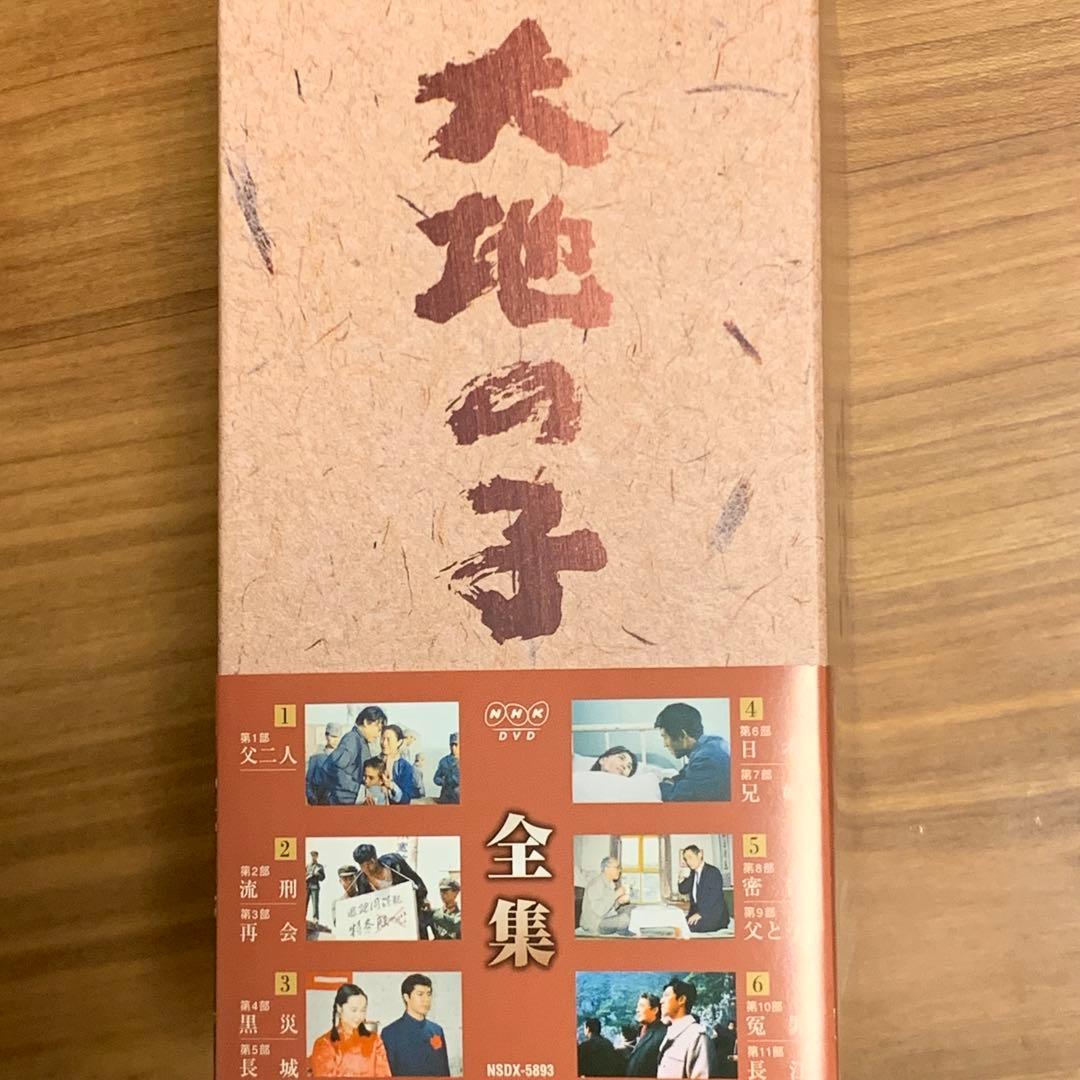 大地の子
NHK
DVD
全集
1
第1部
父二人
2
第2部
流刑
第3部
再会
3
第4部
黒災
第5部
長城
4
第6部
日
第7部
兄
5
第8部
密
第9部
父と
6
第10部
冤
第11部
長江
NSDX-5893